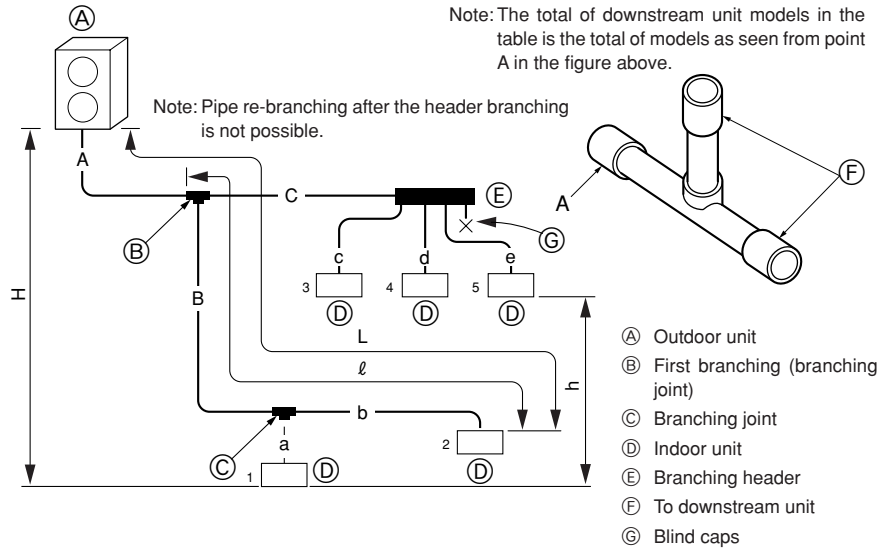 Ⓐ
Note: The total of downstream unit models in the
table is the total of models as seen from point
A in the figure above.
Note: Pipe re-branching after the header branching
is not possible.
A
C
Ⓔ
Ⓑ
Ⓖ
A
Ⓕ
c
d
e
3
4
5
Ⓓ
Ⓓ
Ⓓ
H
B
L
ℓ
h
b
a
Ⓒ
1
Ⓓ
2
Ⓓ
Ⓐ Outdoor unit
Ⓑ First branching (branching
joint)
Ⓒ Branching joint
Ⓓ Indoor unit
Ⓔ Branching header
Ⓕ To downstream unit
Ⓖ Blind caps